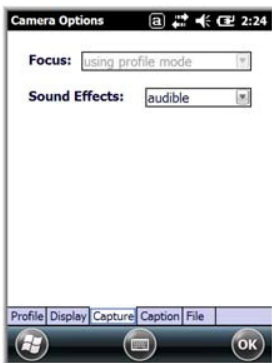 Camera Options a 2:24
Focus: using profile mode
Sound Effects: audible
Profile Display Capture Caption File
OK